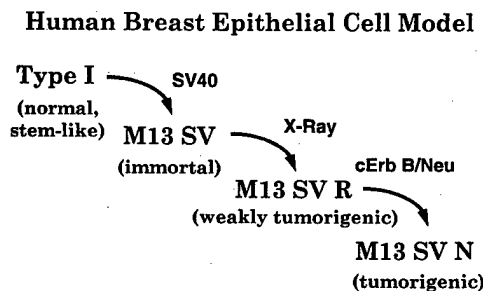 Human Breast Epithelial Cell Model
Type I
SV40
(normal,
stem-like)
M13 SV
X-Ray
(immortal)
M13 SV R
cErb B/Neu
(weakly tumorigenic)
M13 SV N
(tumorigenic)